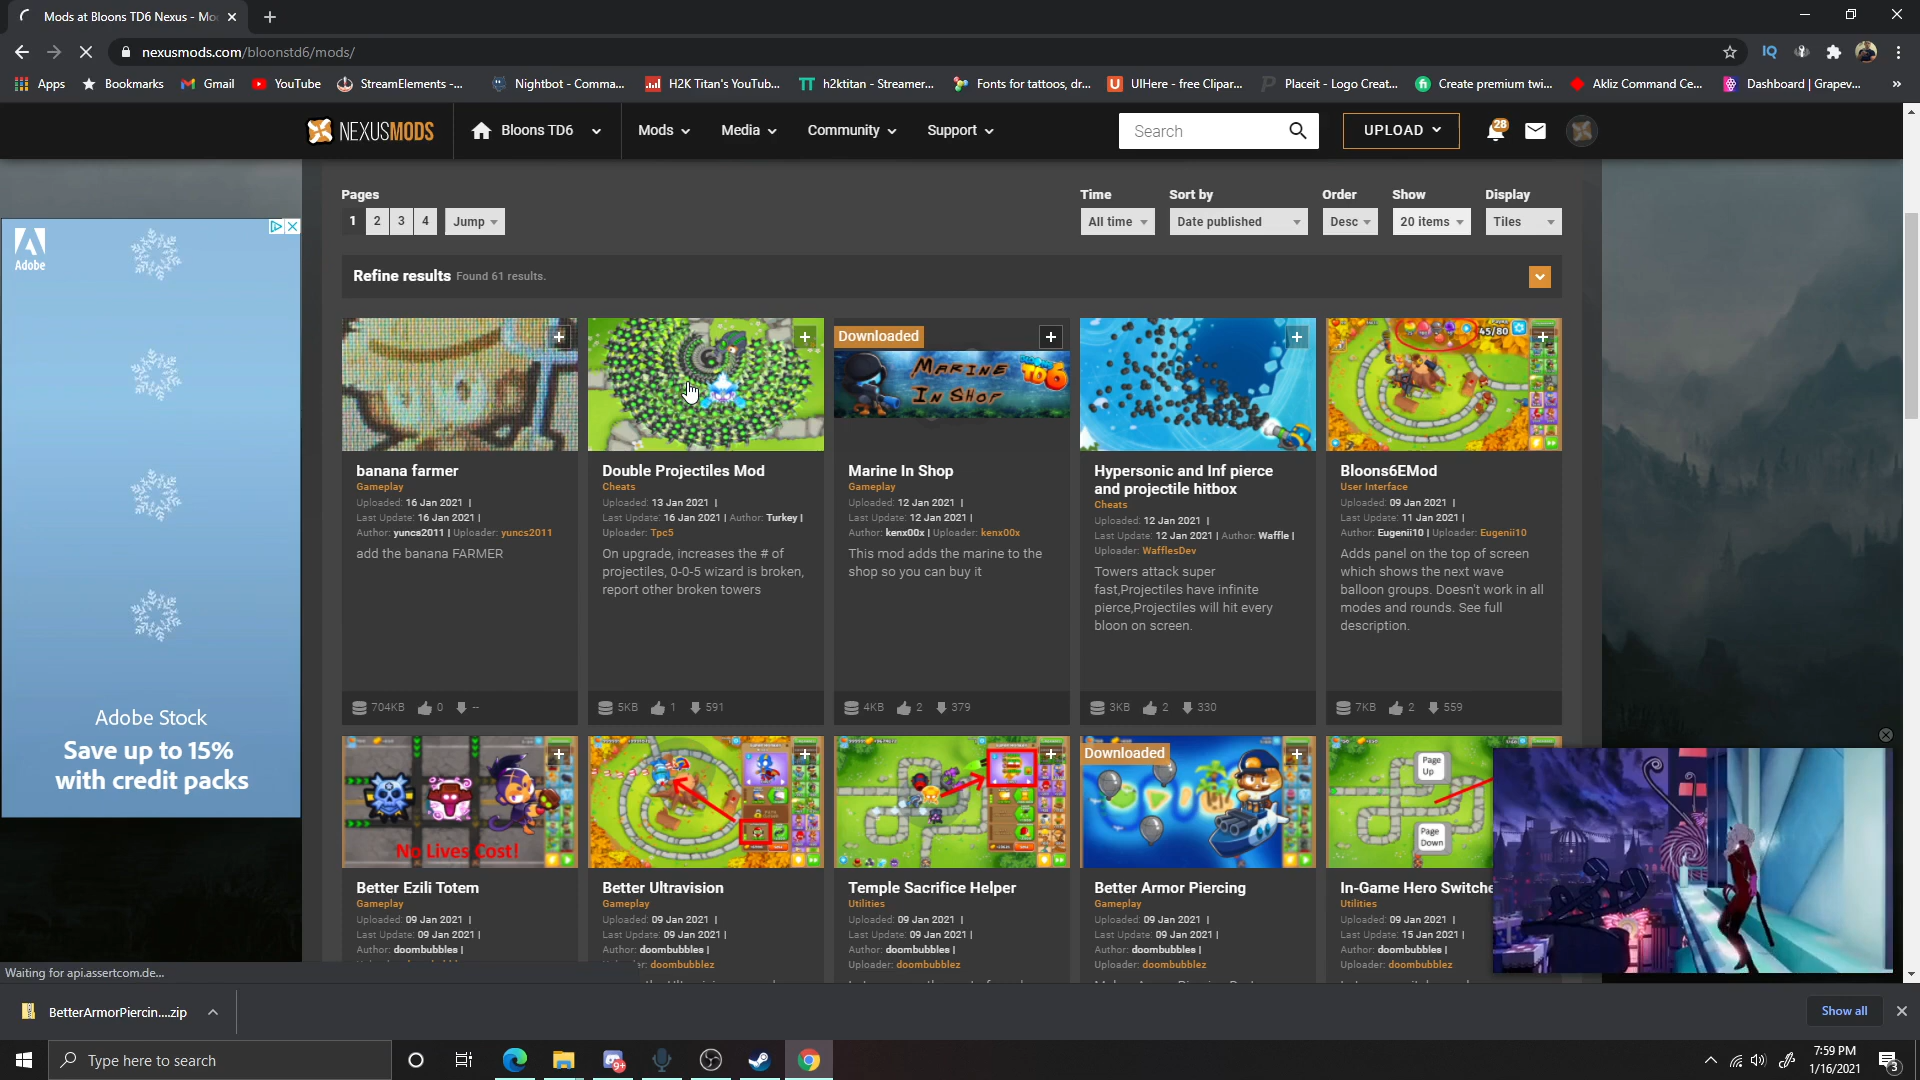 Mods at Bloons TD6 Nexus - Mo
nexusmods.com/bloonstd6/mods/
IQ
Apps
Bookmarks
Gmail
YouTube
StreamElements -...
Nightbot - Comma...
H2K Titan's YouTub...
h2ktitan - Streamer...
Fonts for tattoos, dr...
UIHere - free Clipar...
Placeit - Logo Creat...
Create premium twi...
Akliz Command Ce...
Dashboard | Grapev...
NEXUSMODS
Bloons TD6
Mods
Media
Community
Support
Search
UPLOAD
28
Pages
1 2 3 4 Jump
Time
All time
Sort by
Date published
Order
Desc
Show
20 items
Display
Tiles
Refine results Found 61 results.
Adobe
Adobe Stock
Save up to 15%
with credit packs
banana farmer
Gameplay
Uploaded: 16 Jan 2021 |
Last Update: 16 Jan 2021 |
Author: yuncs2011 | Uploader: yuncs2011
add the banana FARMER
704KB 0 --
Double Projectiles Mod
Cheats
Uploaded: 13 Jan 2021 |
Last Update: 16 Jan 2021 | Author: Turkey |
Uploader: Tpc5
On upgrade, increases the # of
projectiles, 0-0-5 wizard is broken,
report other broken towers
5KB 1 591
Downloaded
MARINE
IN SHOP
TD6
Marine In Shop
Gameplay
Uploaded: 12 Jan 2021 |
Last Update: 12 Jan 2021 |
Author: kenx00x | Uploader: kenx00x
This mod adds the marine to the
shop so you can buy it
4KB 2 379
Hypersonic and Inf pierce
and projectile hitbox
Cheats
Uploaded: 12 Jan 2021 |
Last Update: 12 Jan 2021 | Author: Waffle |
Uploader: WafflesDev
Towers attack super
fast,Projectiles have infinite
pierce,Projectiles will hit every
bloon on screen.
3KB 2 330
45/80
Bloons6EMod
User Interface
Uploaded: 09 Jan 2021 |
Last Update: 11 Jan 2021 |
Author: Eugenii10 | Uploader: Eugenii10
Adds panel on the top of screen
which shows the next wave
balloon groups. Doesn't work in all
modes and rounds. See full
description.
7KB 2 559
No Lives Cost!
Better Ezili Totem
Gameplay
Uploaded: 09 Jan 2021 |
Last Update: 09 Jan 2021 |
Author: doombubbles |
Better Ultravision
Gameplay
Uploaded: 09 Jan 2021 |
Last Update: 09 Jan 2021 |
Author: doombubbles |
doombubblez
Temple Sacrifice Helper
Utilities
Uploaded: 09 Jan 2021 |
Last Update: 09 Jan 2021 |
Author: doombubbles |
Uploader: doombubblez
Downloaded
Better Armor Piercing
Gameplay
Uploaded: 09 Jan 2021 |
Last Update: 09 Jan 2021 |
Author: doombubbles |
Uploader: doombubblez
Page
Up
Page
Down
In-Game Hero Switche
Utilities
Uploaded: 09 Jan 2021 |
Last Update: 15 Jan 2021 |
Author: doombubbles |
Uploader: doombubblez
Waiting for api.assertcom.de...
BetterArmorPiercin....zip
Show all
Type here to search
9+
7:59 PM
1/16/2021
3